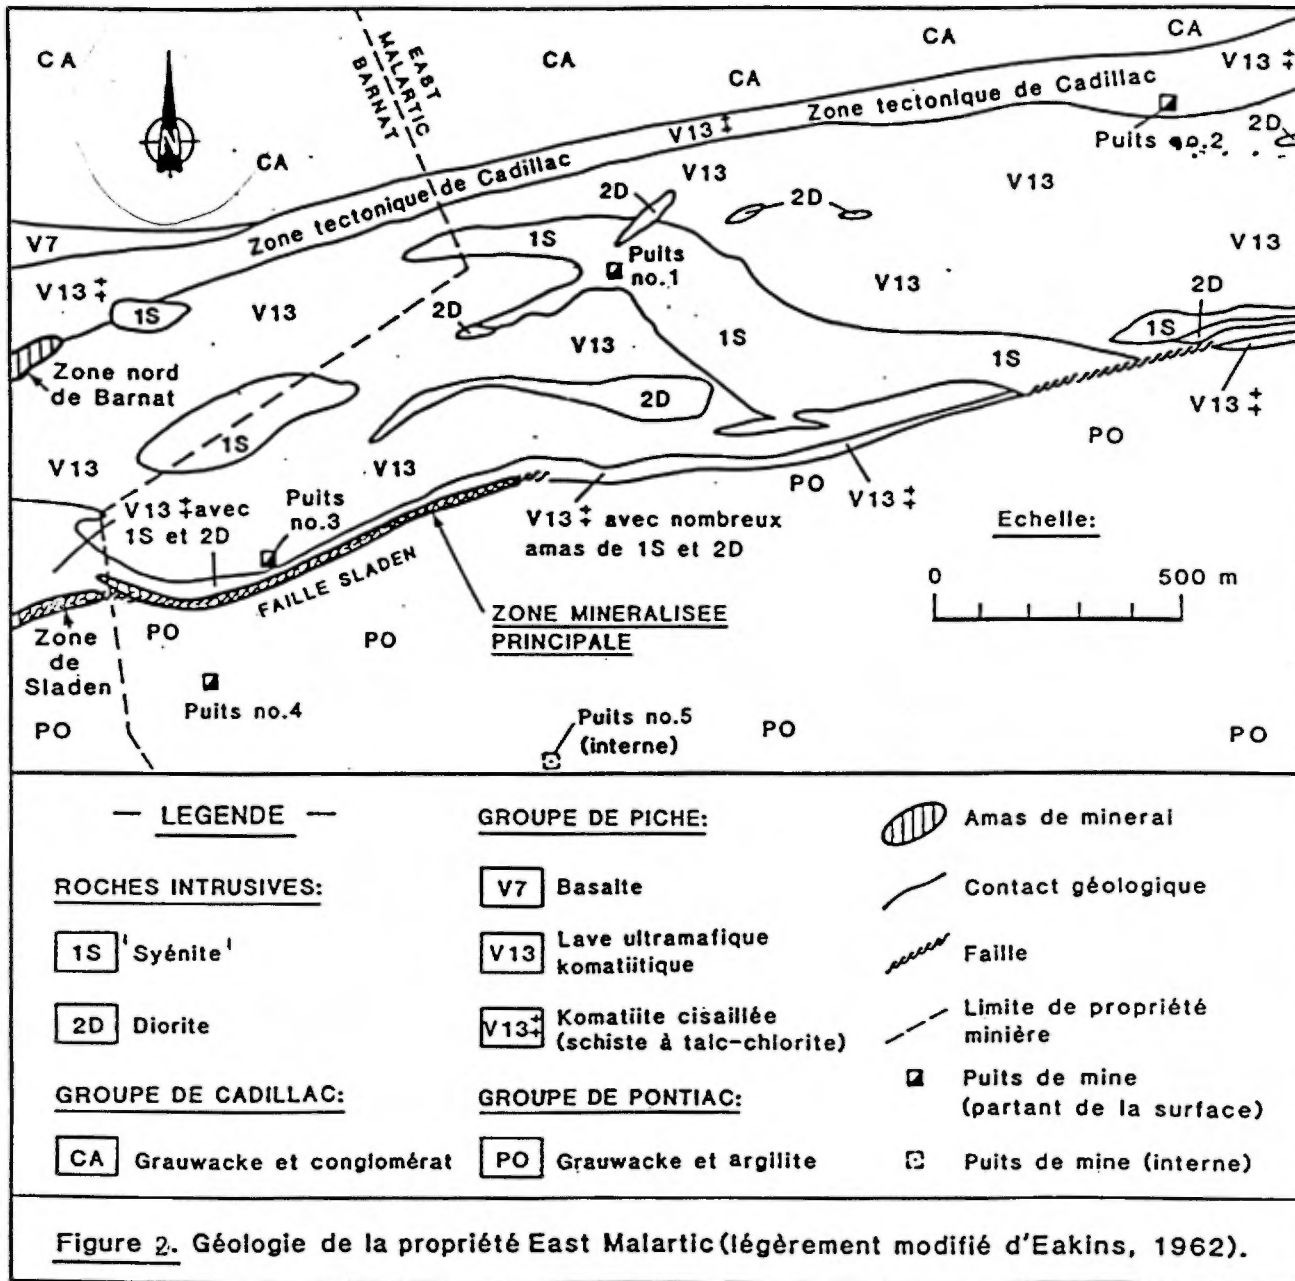 CA
EAST
MALARTIC
BARNAT
CA
CA
CA
CA
V13 ‡
Zone tectonique de Cadillac
V13 ‡
Puits no.2
2D
CA
V13
2D
2D
V13
Zone tectonique de Cadillac
V7
1S
Puits
no.1
V13
V13 ‡
1S
V13
2D
V13
2D
V13
1S
1S
1S
Zone nord
de Barnat
2D
V13 ‡
1S
PO
V13
V13
V13 ‡ avec
1S et 2D
Puits
no.3
PO
V13 ‡
V13 ‡ avec nombreux
amas de 1S et 2D
Echelle:
0 500 m
FAILLE SLADEN
ZONE MINERALISEE
PRINCIPALE
PO
PO
Zone
de
Sladen
Puits no.4
PO
Puits no.5
(interne)
PO
PO
— LEGENDE —
ROCHES INTRUSIVES:
1S 'Syénite'
2D Diorite
GROUPE DE CADILLAC:
CA Grauwacke et conglomérat
GROUPE DE PICHE:
V7 Basalte
V13 Lave ultramafique
komatiitique
V13‡ Komatiite cisaillée
(schiste à talc-chlorite)
GROUPE DE PONTIAC:
PO Grauwacke et argilite
Amas de minerai
Contact géologique
Faille
Limite de propriété
minière
Puits de mine
(partant de la surface)
Puits de mine (interne)
Figure 2. Géologie de la propriété East Malartic (légèrement modifié d'Eakins, 1962).